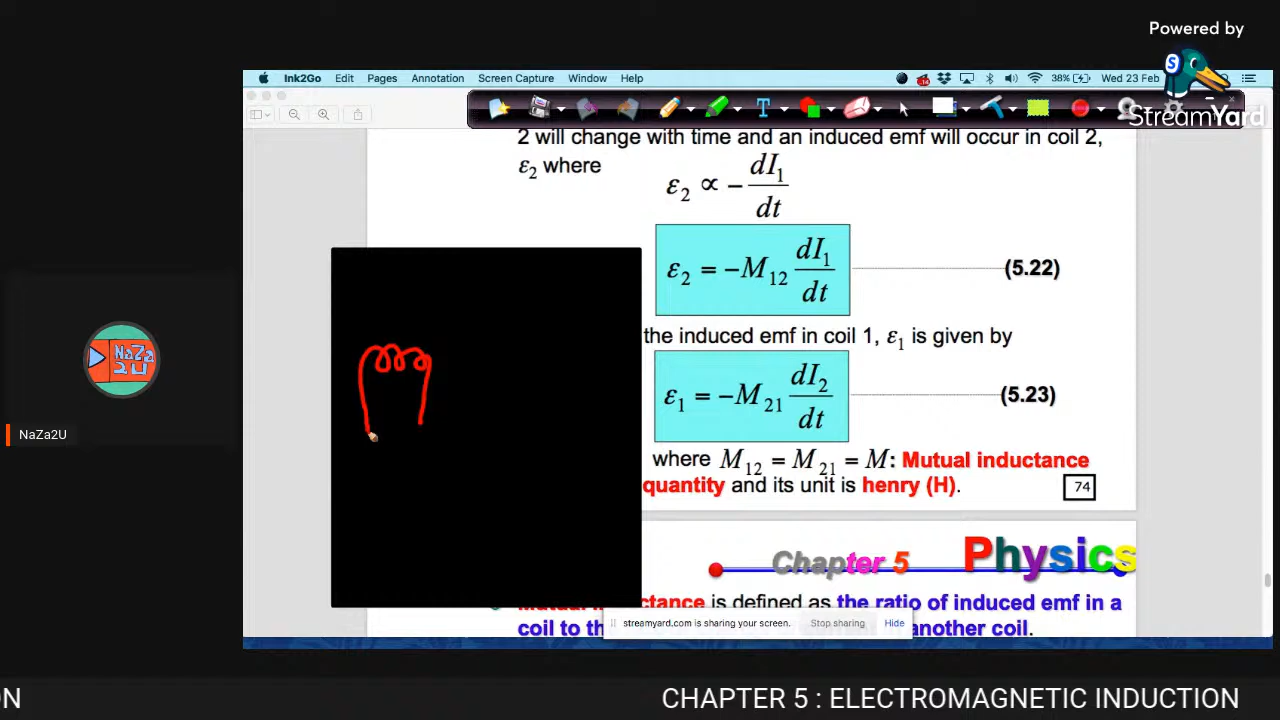 Powered by
StreamYard
Ink2Go Edit Pages Annotation Screen Capture Window Help
38% Wed 23 Feb
2 will change with time and an induced emf will occur in coil 2,
ε₂ where
ε₂ ∝ − dI₁/dt
ε₂ = −M₁₂ dI₁/dt (5.22)
the induced emf in coil 1, ε₁ is given by
ε₁ = −M₂₁ dI₂/dt (5.23)
where M₁₂ = M₂₁ = M: Mutual inductance
quantity and its unit is henry (H).
74
NaZa
2U
NaZa2U
Chapter 5 Physics
Mutual inductance is defined as the ratio of induced emf in a
coil to th another coil.
streamyard.com is sharing your screen. Stop sharing Hide
ON CHAPTER 5 : ELECTROMAGNETIC INDUCTION